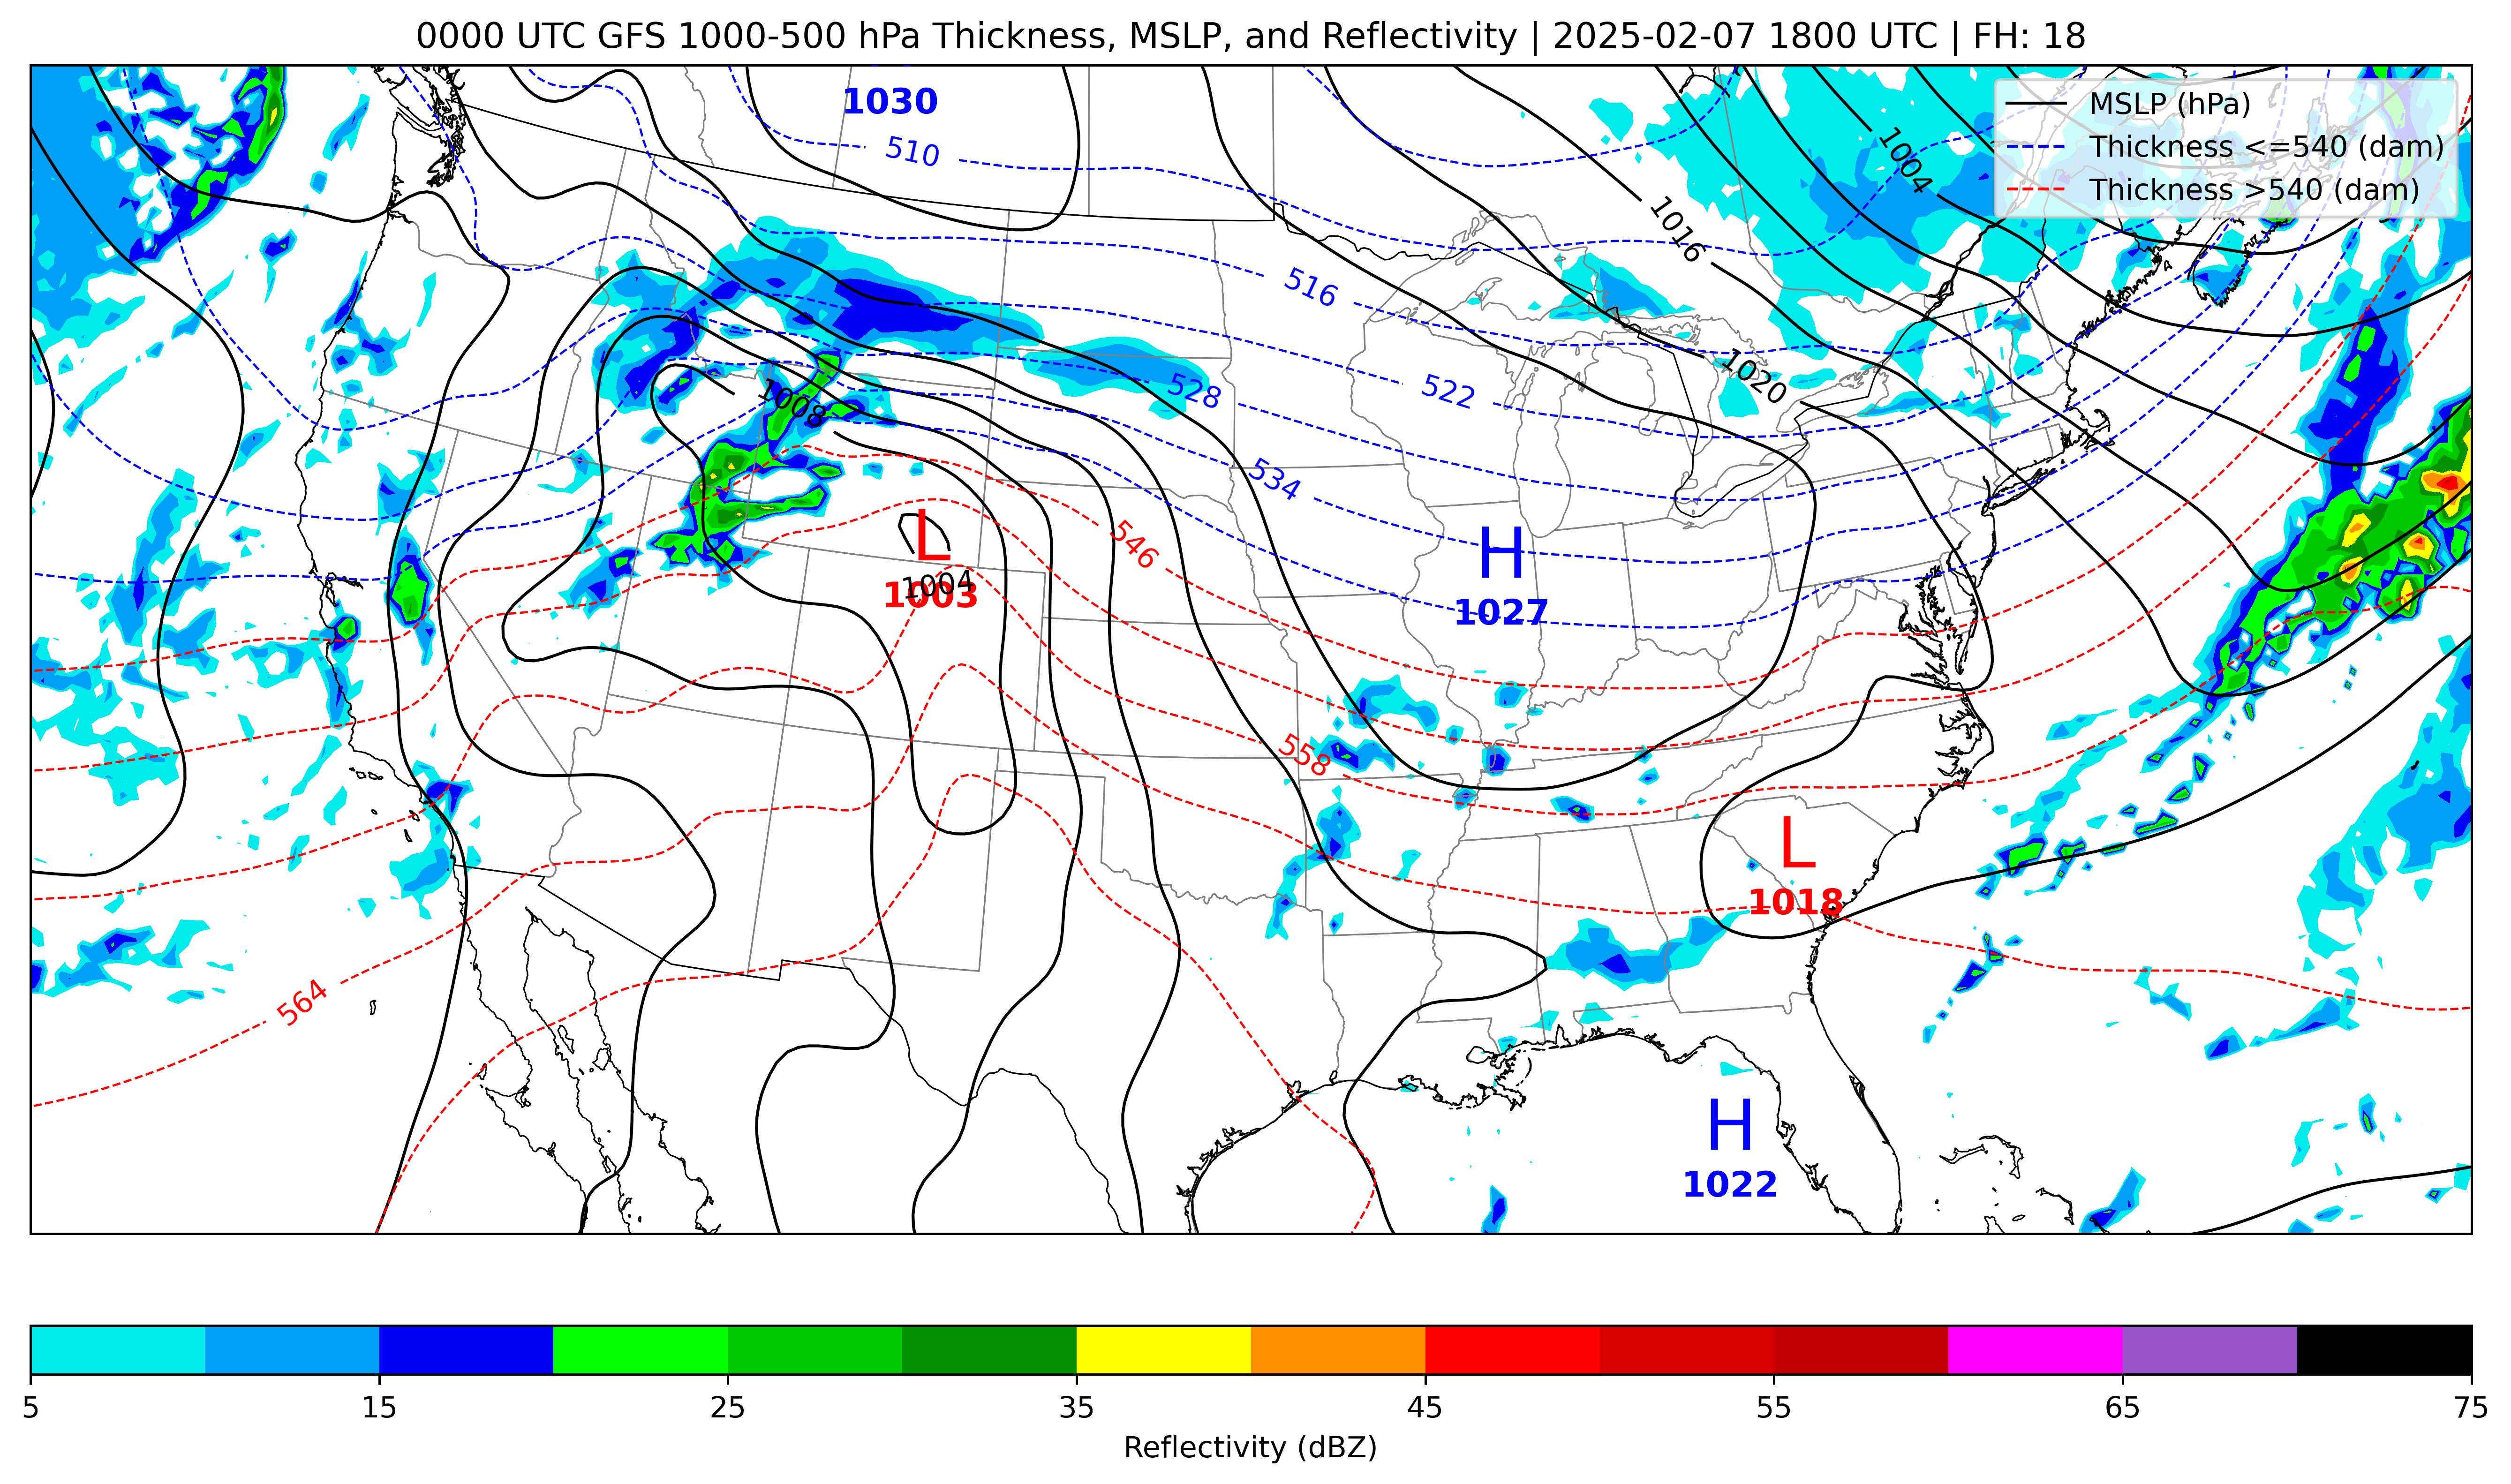 0000 UTC GFS 1000-500 hPa Thickness, MSLP, and Reflectivity | 2025-02-07 1800 UTC | FH: 18
MSLP (hPa)
Thickness <=540 (dam)
Thickness >540 (dam)
1030
510
1004
1016
516
1020
528
522
1008
534
546
L
1004
1003
H
1027
558
L
1018
564
H
1022
5 15 25 35 45 55 65 75
Reflectivity (dBZ)